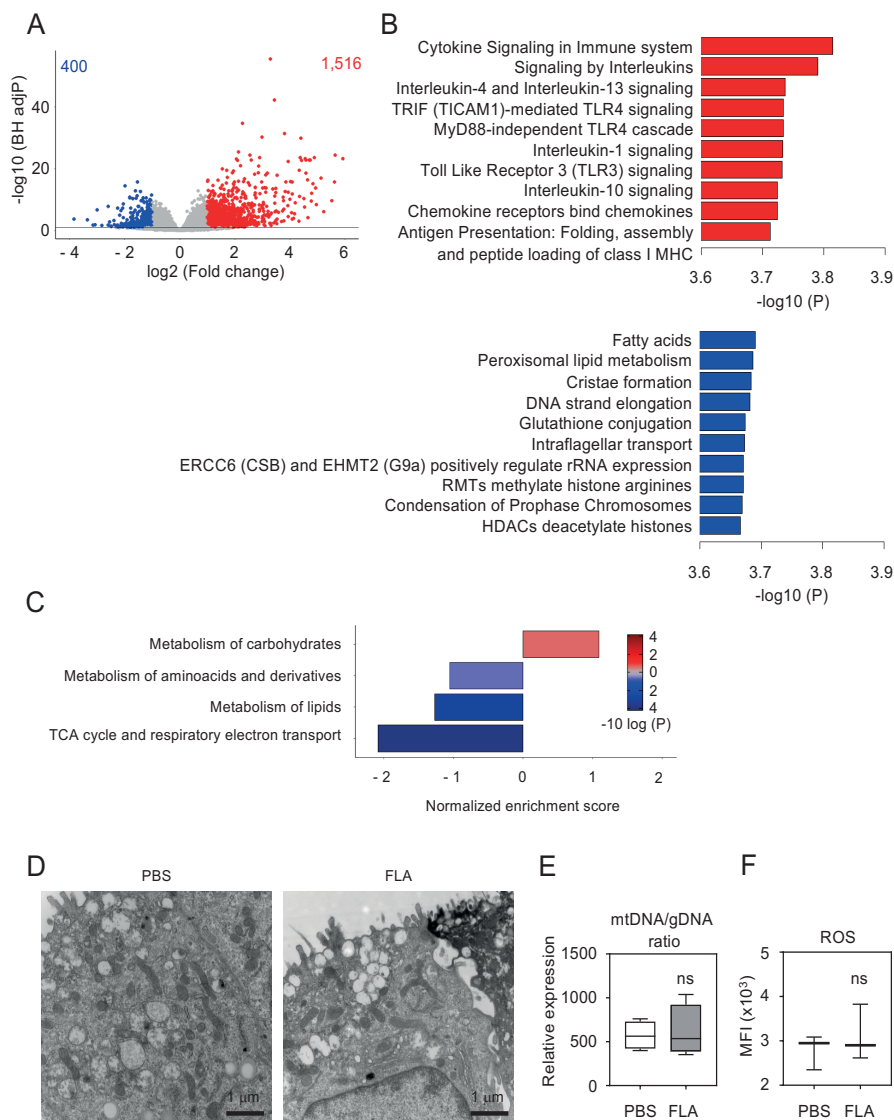 A
400
1,516
-log10 (BH adjP)
40
20
0
- 4
- 2
0
2
4
6
log2 (Fold change)
B
Cytokine Signaling in Immune system
Signaling by Interleukins
Interleukin-4 and Interleukin-13 signaling
TRIF (TICAM1)-mediated TLR4 signaling
MyD88-independent TLR4 cascade
Interleukin-1 signaling
Toll Like Receptor 3 (TLR3) signaling
Interleukin-10 signaling
Chemokine receptors bind chemokines
Antigen Presentation: Folding, assembly
and peptide loading of class I MHC
3.6
3.7
3.8
3.9
-log10 (P)
Fatty acids
Peroxisomal lipid metabolism
Cristae formation
DNA strand elongation
Glutathione conjugation
Intraflagellar transport
ERCC6 (CSB) and EHMT2 (G9a) positively regulate rRNA expression
RMTs methylate histone arginines
Condensation of Prophase Chromosomes
HDACs deacetylate histones
3.6
3.7
3.8
3.9
-log10 (P)
C
Metabolism of carbohydrates
Metabolism of aminoacids and derivatives
Metabolism of lipids
TCA cycle and respiratory electron transport
- 2
- 1
0
1
2
Normalized enrichment score
4
2
0
2
4
-10 log (P)
D
PBS
1 µm
FLA
1 µm
E
mtDNA/gDNA
ratio
Relative expression
1500
1000
500
0
ns
PBS
FLA
F
ROS
MFI (x10³)
5
4
3
2
ns
PBS
FLA